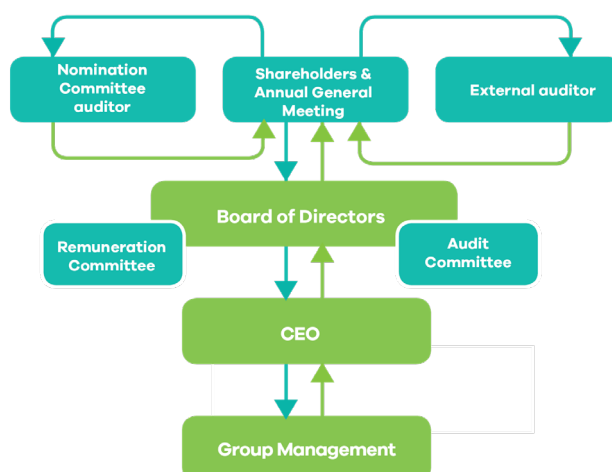 Nomination
Committee
auditor
Shareholders &
Annual General
Meeting
External auditor
Board of Directors
Remuneration
Committee
Audit
Committee
CEO
Group Management